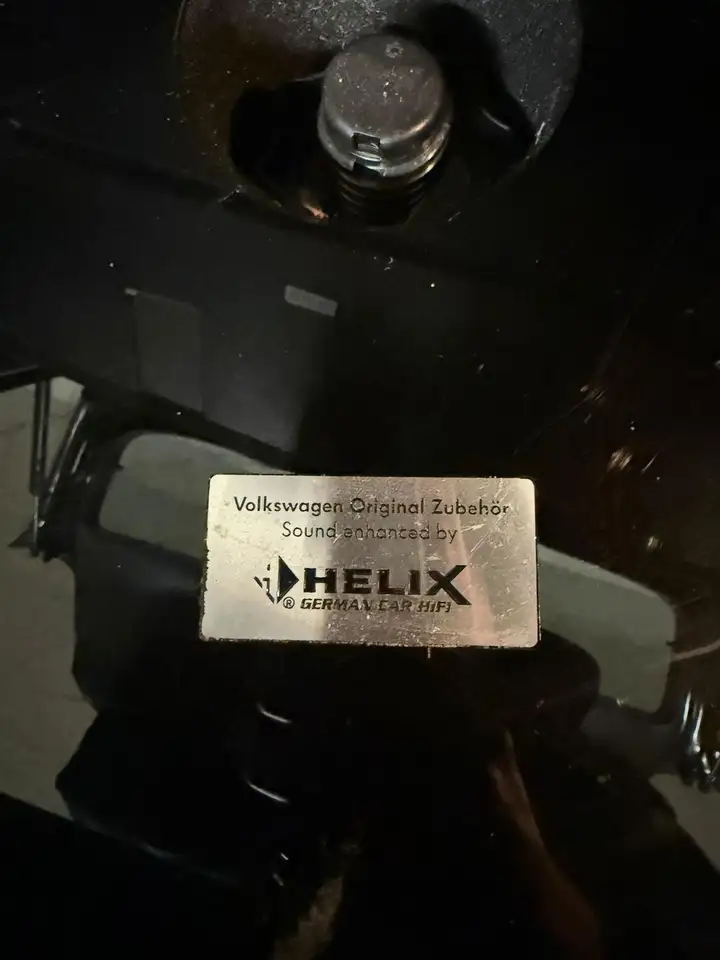 Volkswagen Original Zubehör
Sound enhanced by
HELIX
® GERMAN CAR HiFi